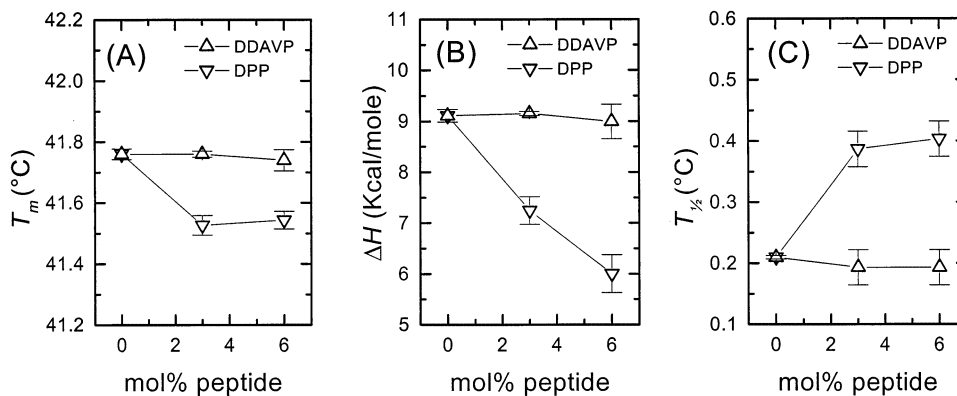 (A)
DDAVP
DPP
42.2
42.0
41.8
41.6
41.4
41.2
T_m (°C)
0 2 4 6
mol% peptide
(B)
DDAVP
DPP
11
10
9
8
7
6
5
ΔH (Kcal/mole)
0 2 4 6
mol% peptide
(C)
DDAVP
DPP
0.6
0.5
0.4
0.3
0.2
0.1
T_½ (°C)
0 2 4 6
mol% peptide